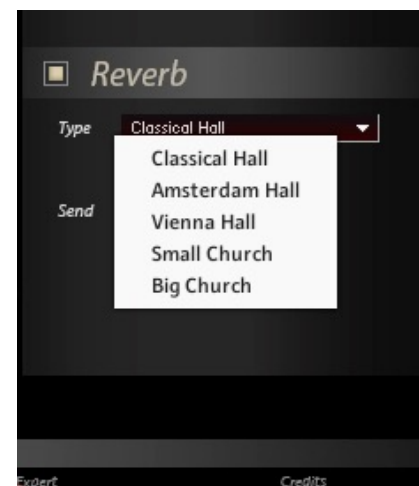 Reverb
Type Classical Hall
Classical Hall
Amsterdam Hall
Send
Vienna Hall
Small Church
Big Church
Expert Credits